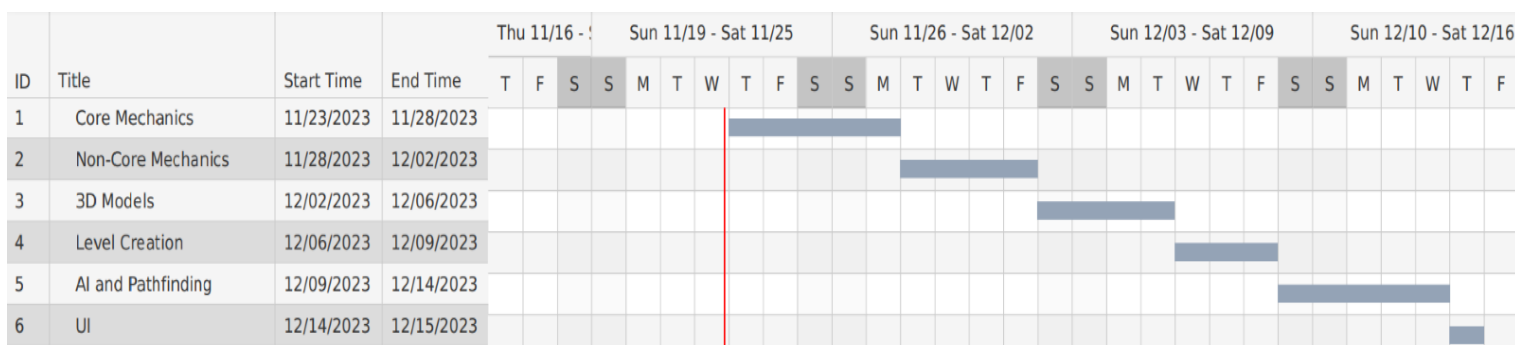 Thu 11/16 - S Sun 11/19 - Sat 11/25 Sun 11/26 - Sat 12/02 Sun 12/03 - Sat 12/09 Sun 12/10 - Sat 12/16
ID Title Start Time End Time T F S S M T W T F S S M T W T F S S M T W T F S S M T W T F
1 Core Mechanics 11/23/2023 11/28/2023
2 Non-Core Mechanics 11/28/2023 12/02/2023
3 3D Models 12/02/2023 12/06/2023
4 Level Creation 12/06/2023 12/09/2023
5 AI and Pathfinding 12/09/2023 12/14/2023
6 UI 12/14/2023 12/15/2023